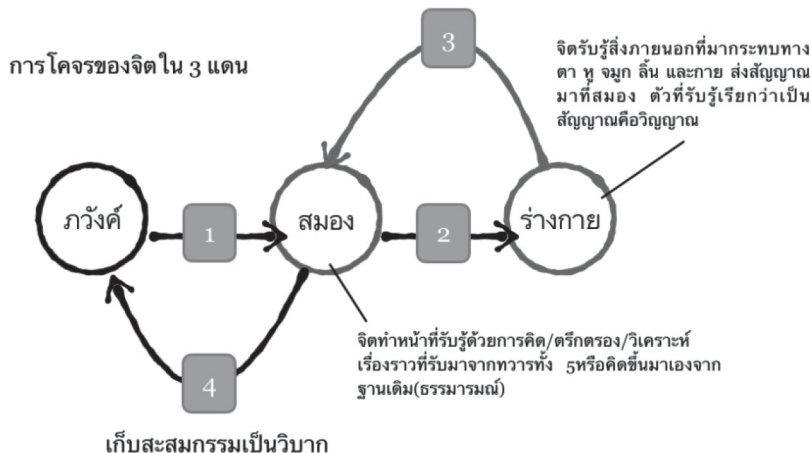 การโคจรของจิตใน 3 แดน
3
จิตรับรู้สิ่งภายนอกที่มากระทบทาง
ตา หู จมูก ลิ้น และกาย ส่งสัญญาณ
มาที่สมอง ตัวที่รับรู้เรียกว่าเป็น
สัญญาณคือวิญญาณ
ภวังค์
1
สมอง
2
ร่างกาย
จิตทำหน้าที่รับรู้ด้วยการคิด/ตรึกตรอง/วิเคราะห์
เรื่องราวที่รับมาจากทวารทั้ง 5หรือคิดขึ้นมาเองจาก
ฐานเดิม(ธรรมารมณ์)
4
เก็บสะสมกรรมเป็นวิบาก